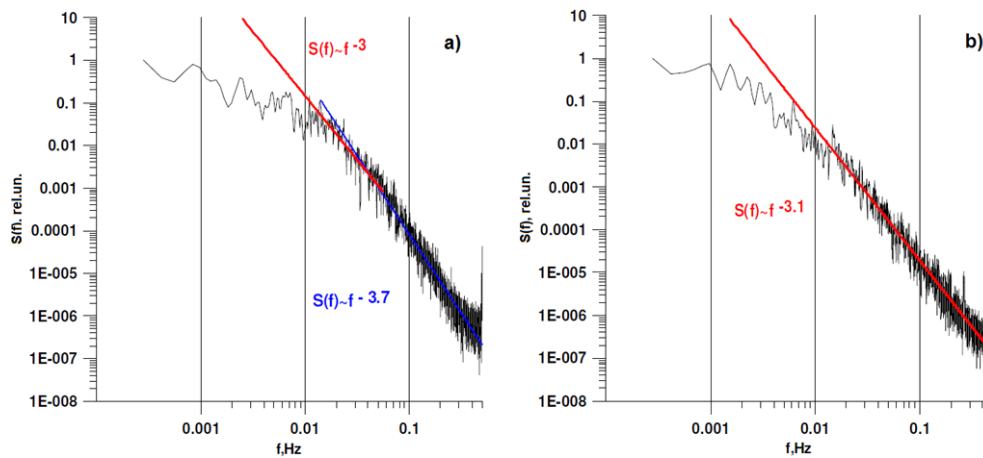 10
1
0.1
0.01
0.001
0.0001
1E-005
1E-006
1E-007
1E-008
S(f). rel.un.
a)
S(f)~f -3
S(f)~f - 3.7
0.001 0.01 0.1
f,Hz
10
1
0.1
0.01
0.001
0.0001
1E-005
1E-006
1E-007
1E-008
S(f), rel.un.
b)
S(f)~f -3.1
0.001 0.01 0.1
f,Hz